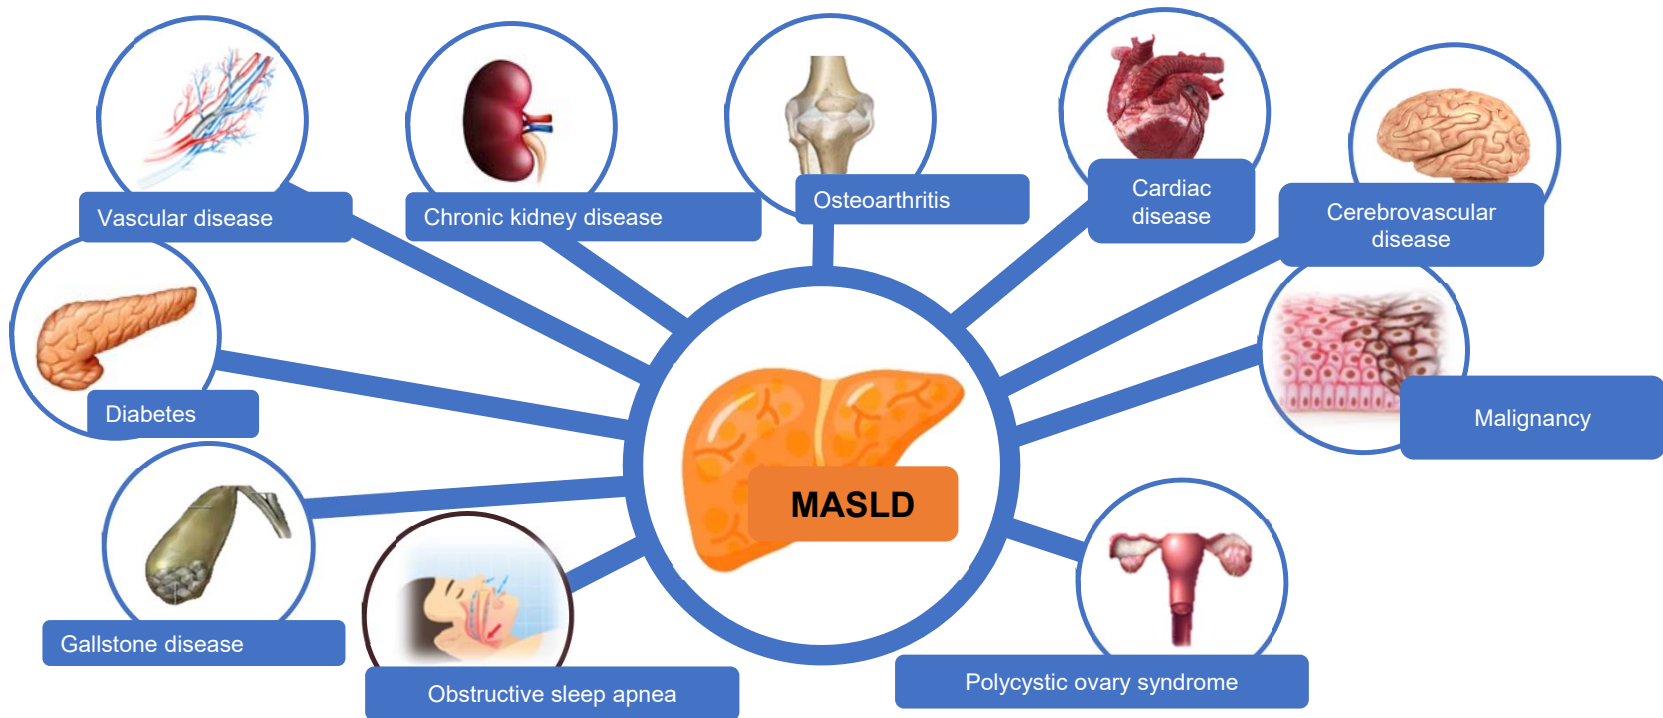 Vascular disease
Chronic kidney disease
Osteoarthritis
Cardiac
disease
Cerebrovascular
disease
Diabetes
Malignancy
MASLD
Gallstone disease
Obstructive sleep apnea
Polycystic ovary syndrome